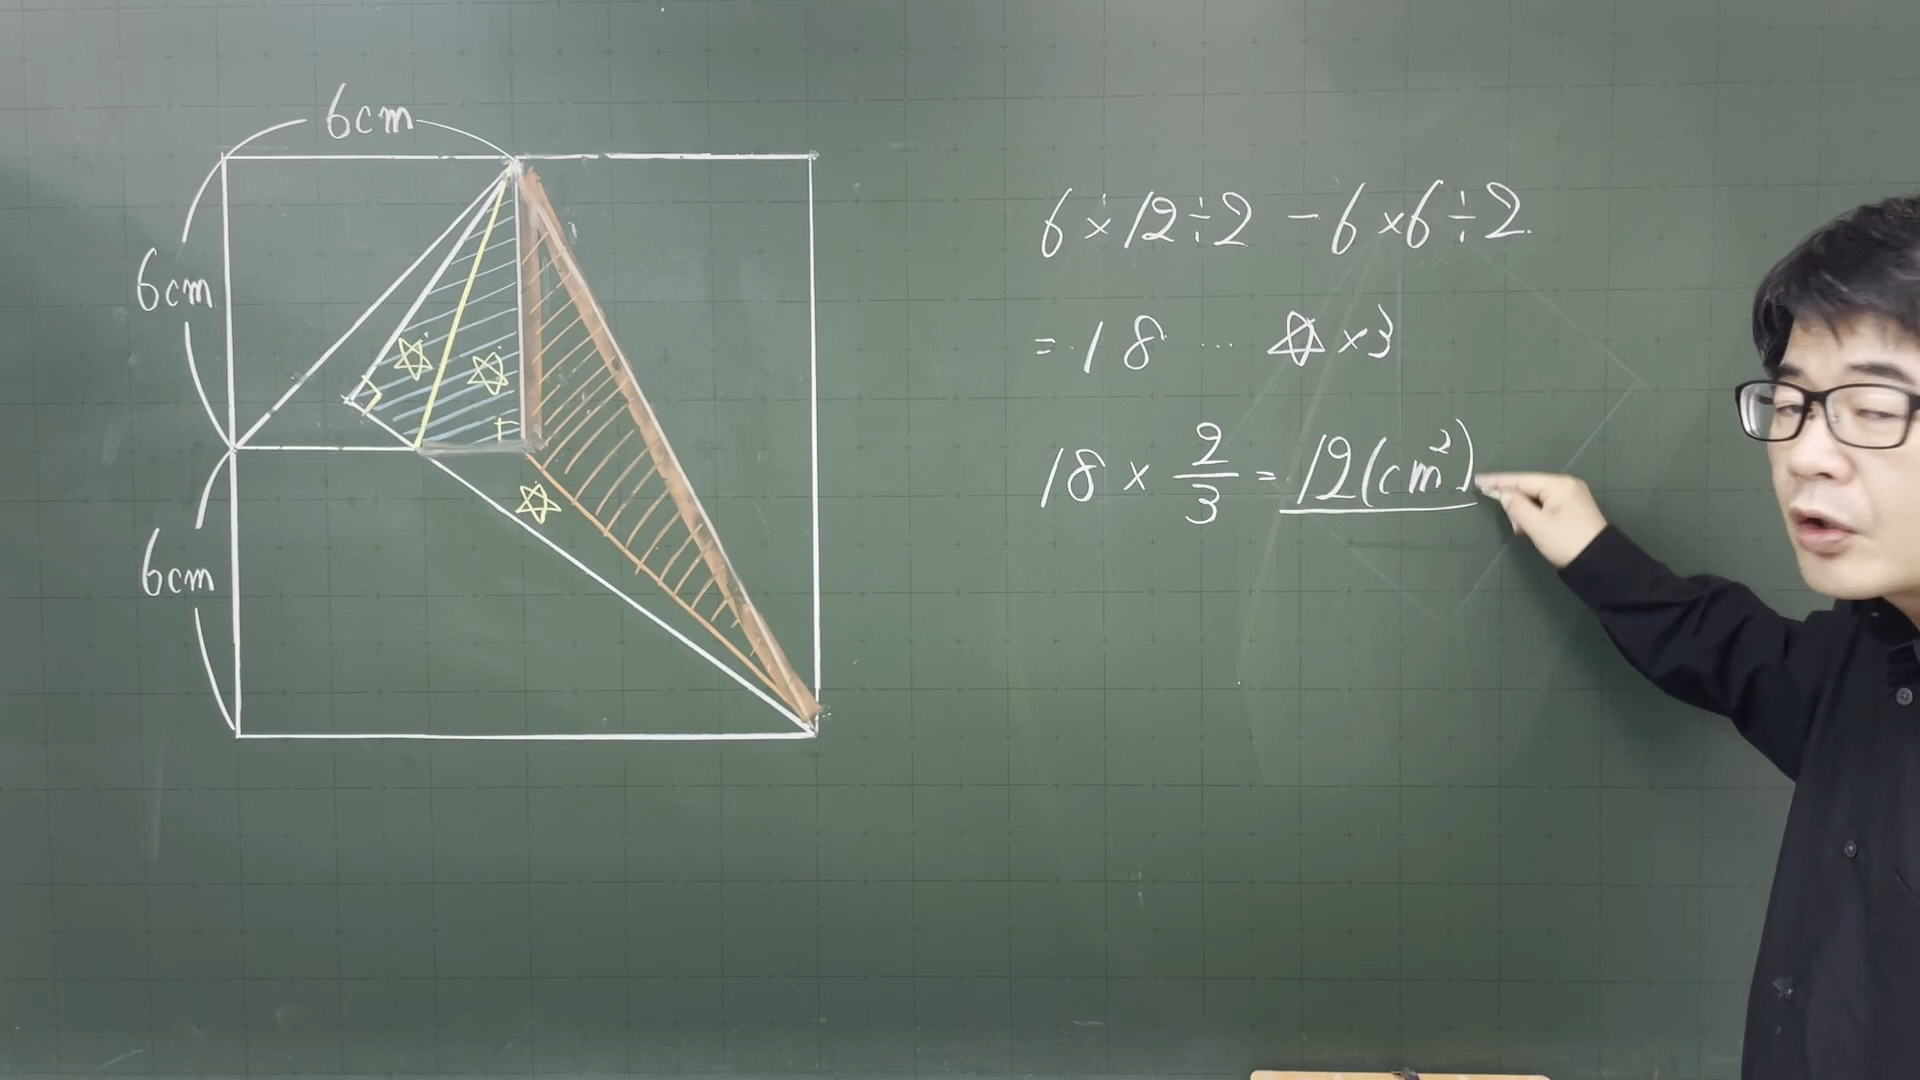 6cm
6cm
6cm
☆ ☆
☆
6×12÷2 -6×6÷2
=18 … ☆×3
18×2/3=12(cm²)